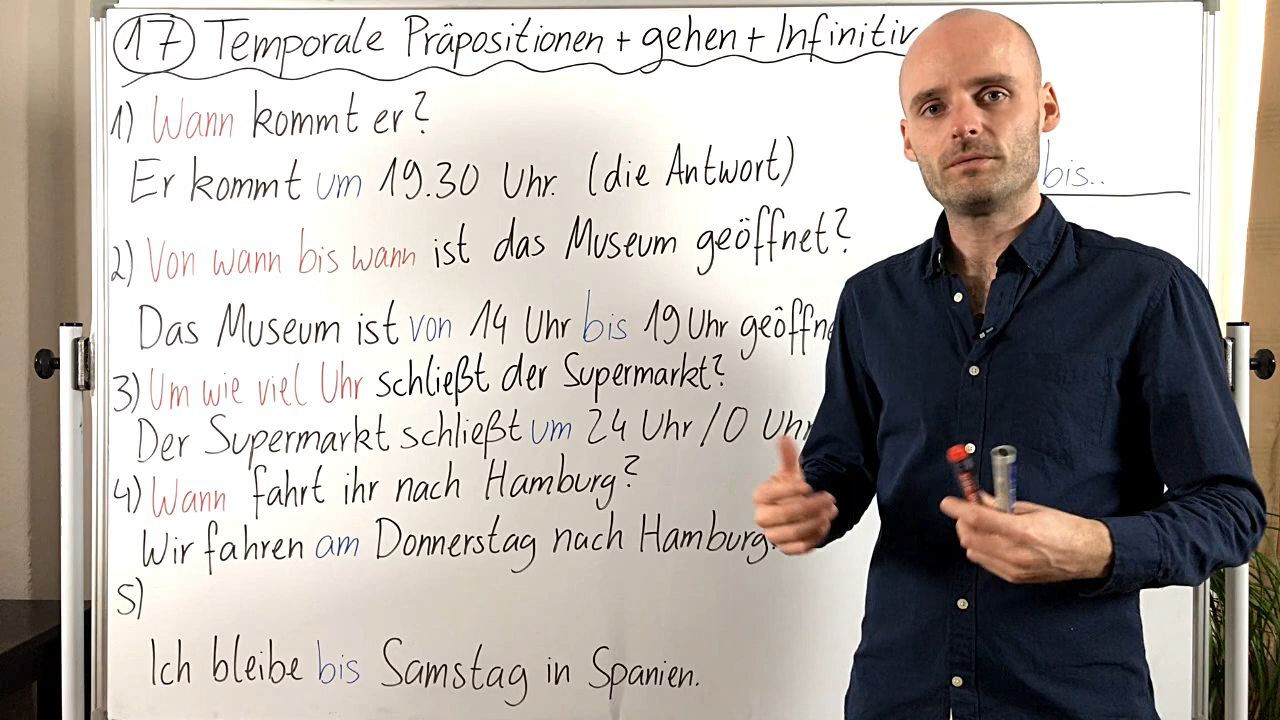 17 Temporale Präpositionen + gehen + Infinitiv
bis..
1) Wann kommt er?
Er kommt um 19.30 Uhr. (die Antwort)
2) Von wann bis wann ist das Museum geöffnet?
Das Museum ist von 14 Uhr bis 19 Uhr geöffne
3) Um wie viel Uhr schließt der Supermarkt?
Der Supermarkt schließt um 24 Uhr / 0 Uhr
4) Wann fahrt ihr nach Hamburg?
Wir fahren am Donnerstag nach Hamburg.
5)
Ich bleibe bis Samstag in Spanien.